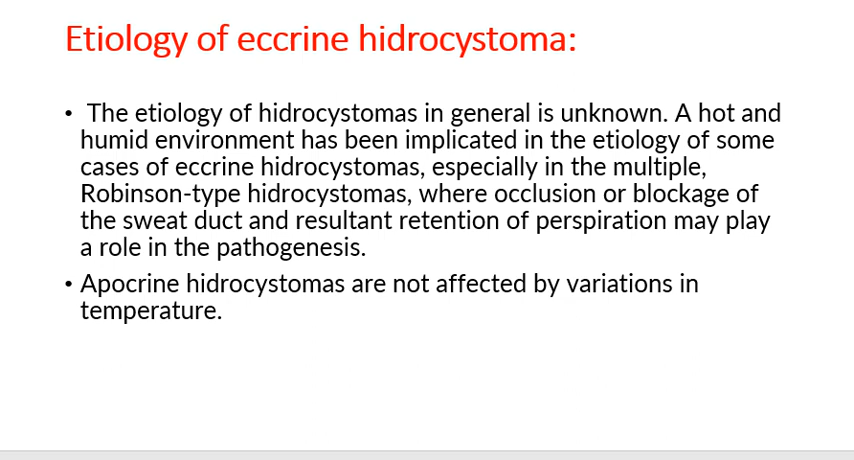 Etiology of eccrine hidrocystoma:
• The etiology of hidrocystomas in general is unknown. A hot and
humid environment has been implicated in the etiology of some
cases of eccrine hidrocystomas, especially in the multiple,
Robinson-type hidrocystomas, where occlusion or blockage of
the sweat duct and resultant retention of perspiration may play
a role in the pathogenesis.
• Apocrine hidrocystomas are not affected by variations in
temperature.